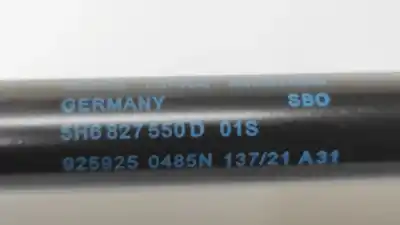 GERMANY SBO
5H6 827 550 D 01S
925925 0485N 137/21 A31